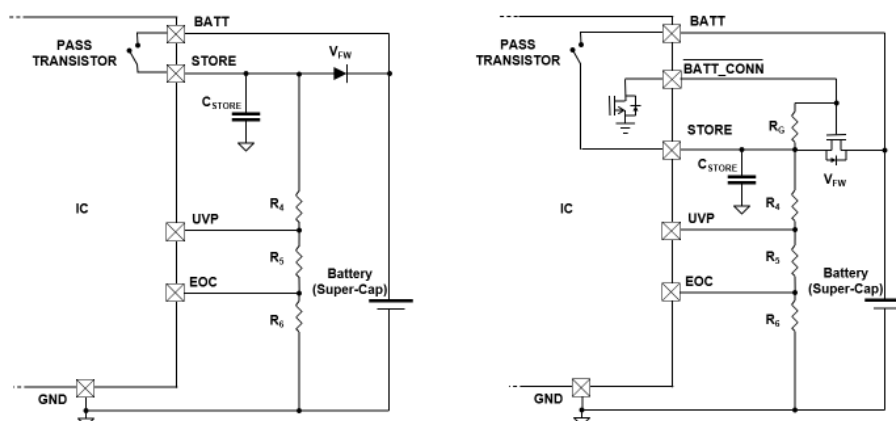 BATT
PASS
TRANSISTOR
STORE
VFW
CSTORE
IC
R4
UVP
R5
EOC
Battery
(Super-Cap)
R6
GND
BATT
PASS
TRANSISTOR
BATT_CONN
STORE
RG
CSTORE
VFW
IC
R4
UVP
R5
EOC
Battery
(Super-Cap)
R6
GND